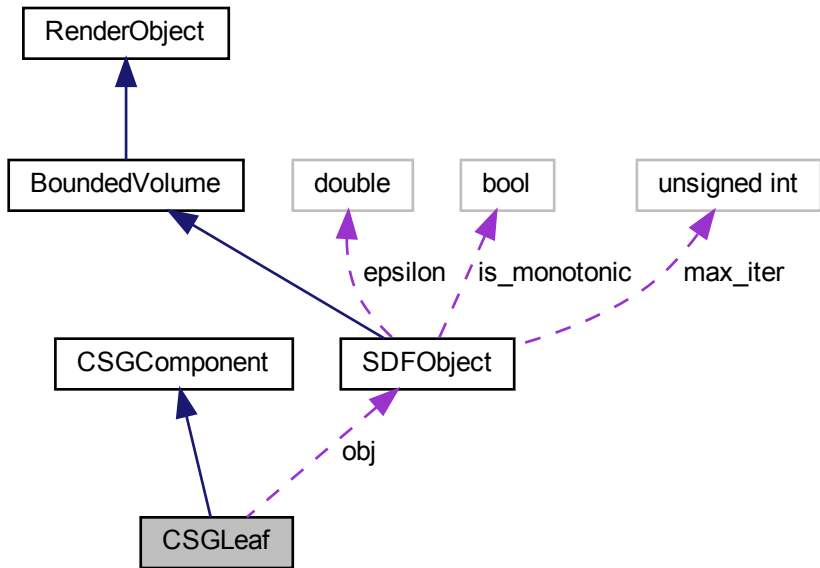 RenderObject
BoundedVolume
double
bool
unsigned int
epsilon
is_monotonic
max_iter
CSGComponent
SDFObject
obj
CSGLeaf